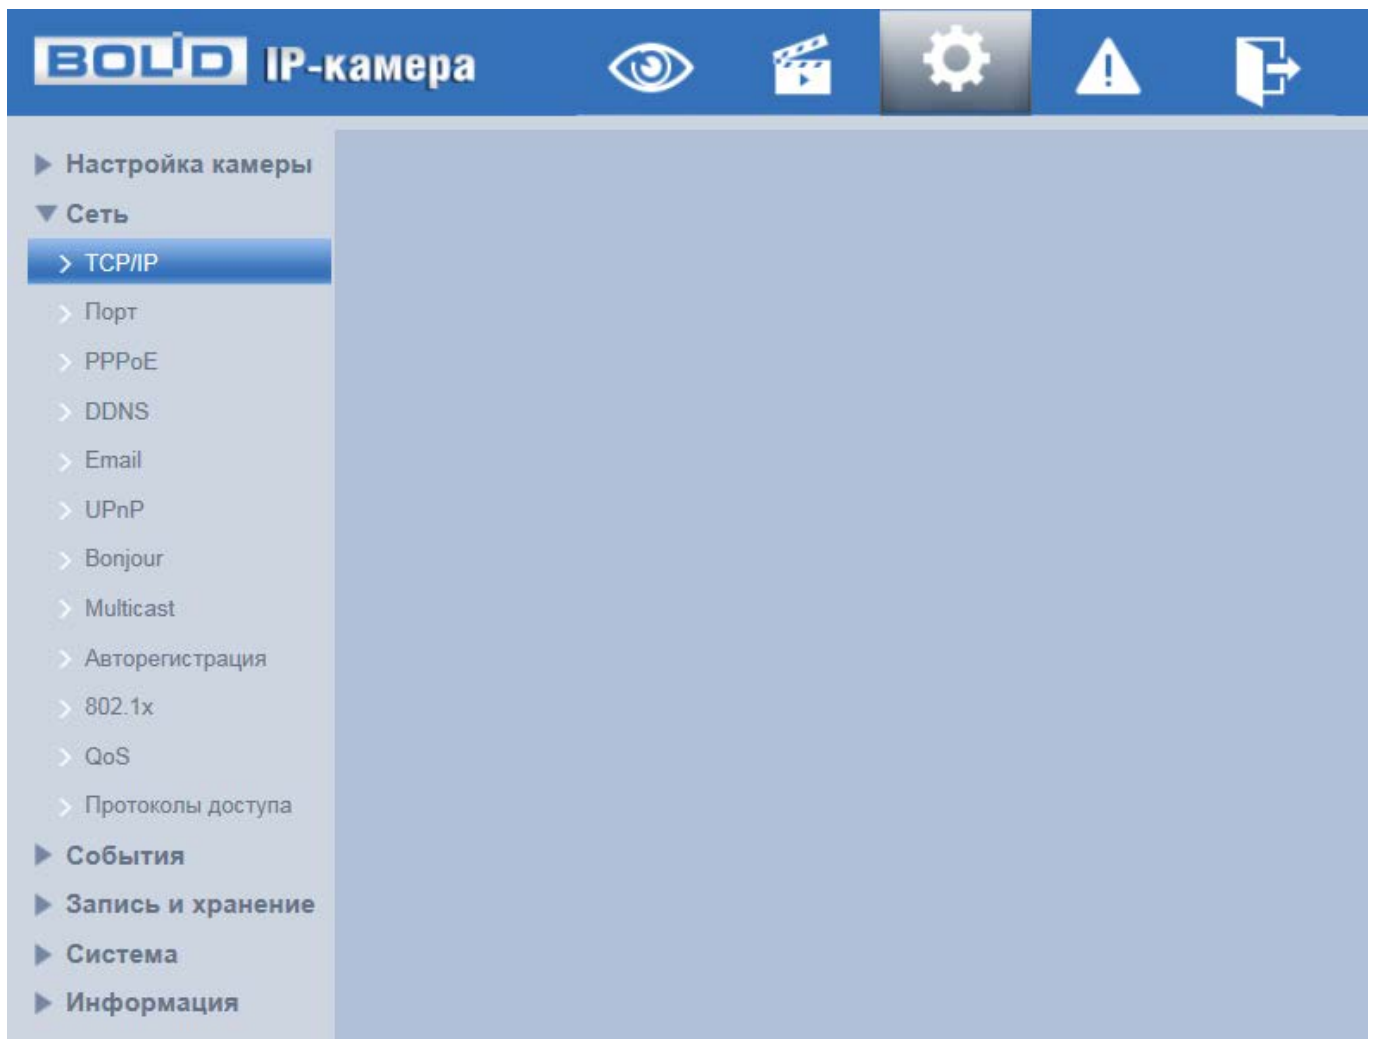 BOLID IP-камера
Настройка камеры
Сеть
TCP/IP
Порт
PPPoE
DDNS
Email
UPnP
Bonjour
Multicast
Авторегистрация
802.1x
QoS
Протоколы доступа
События
Запись и хранение
Система
Информация